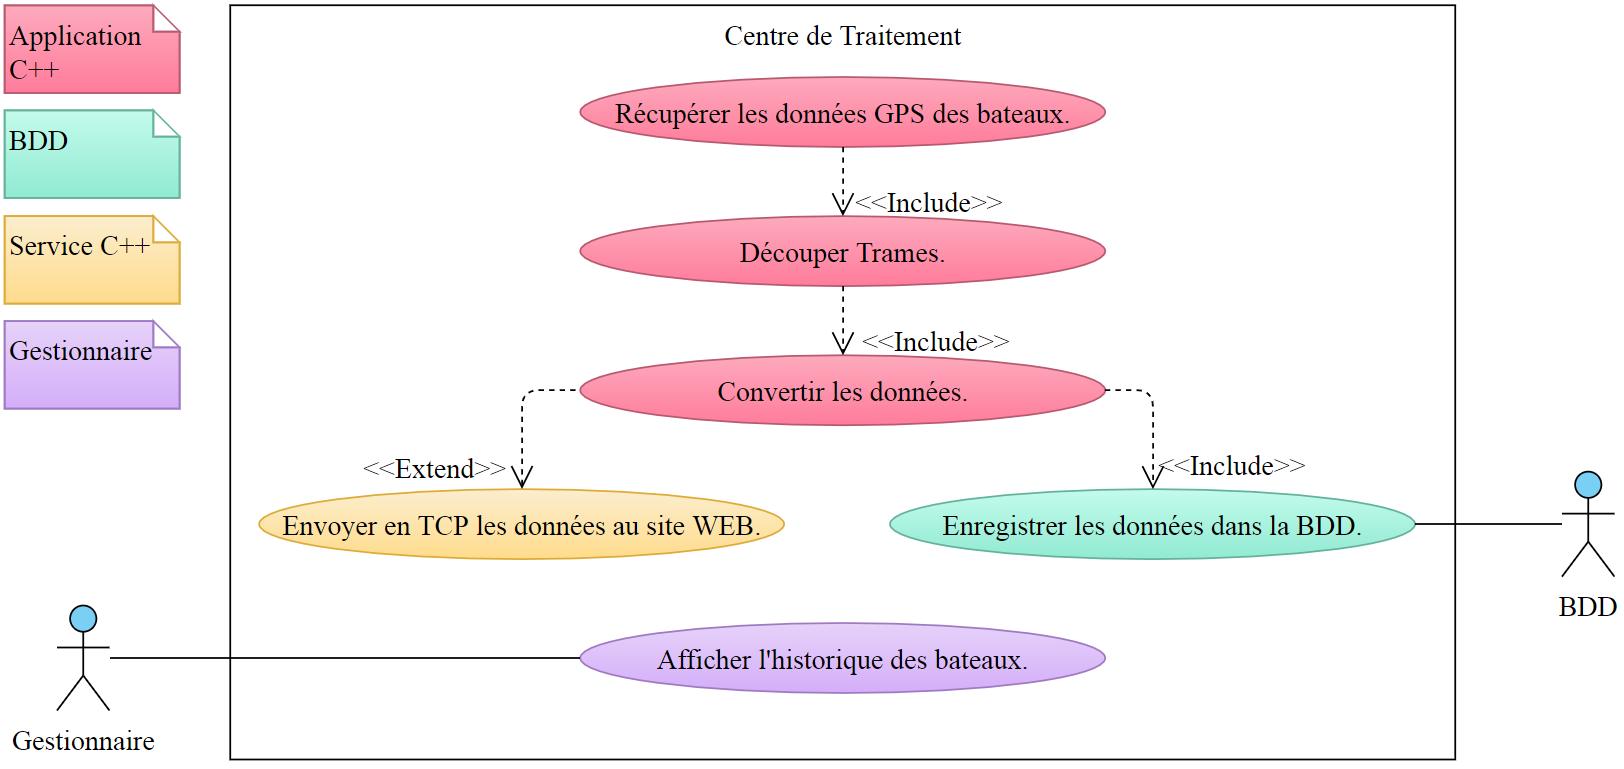 Application
C++
BDD
Service C++
Gestionnaire
Centre de Traitement
Récupérer les données GPS des bateaux.
<<Include>>
Découper Trames.
<<Include>>
Convertir les données.
<<Extend>>
<<Include>>
Envoyer en TCP les données au site WEB.
Enregistrer les données dans la BDD.
BDD
Afficher l'historique des bateaux.
Gestionnaire